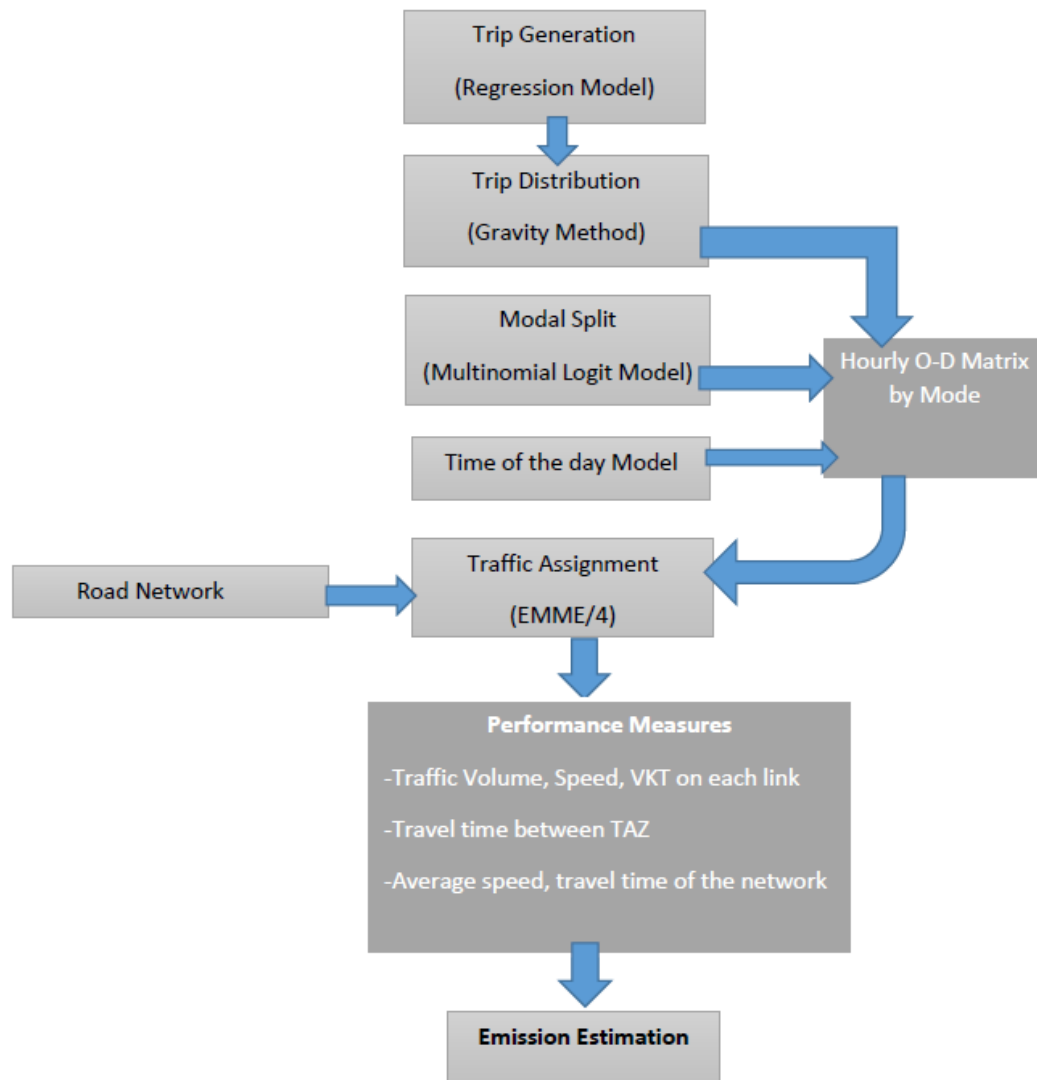 Trip Generation
(Regression Model)
Trip Distribution
(Gravity Method)
Modal Split
(Multinomial Logit Model)
Hourly O-D Matrix
by Mode
Time of the day Model
Road Network
Traffic Assignment
(EMME/4)
Performance Measures
-Traffic Volume, Speed, VKT on each link
-Travel time between TAZ
-Average speed, travel time of the network
Emission Estimation